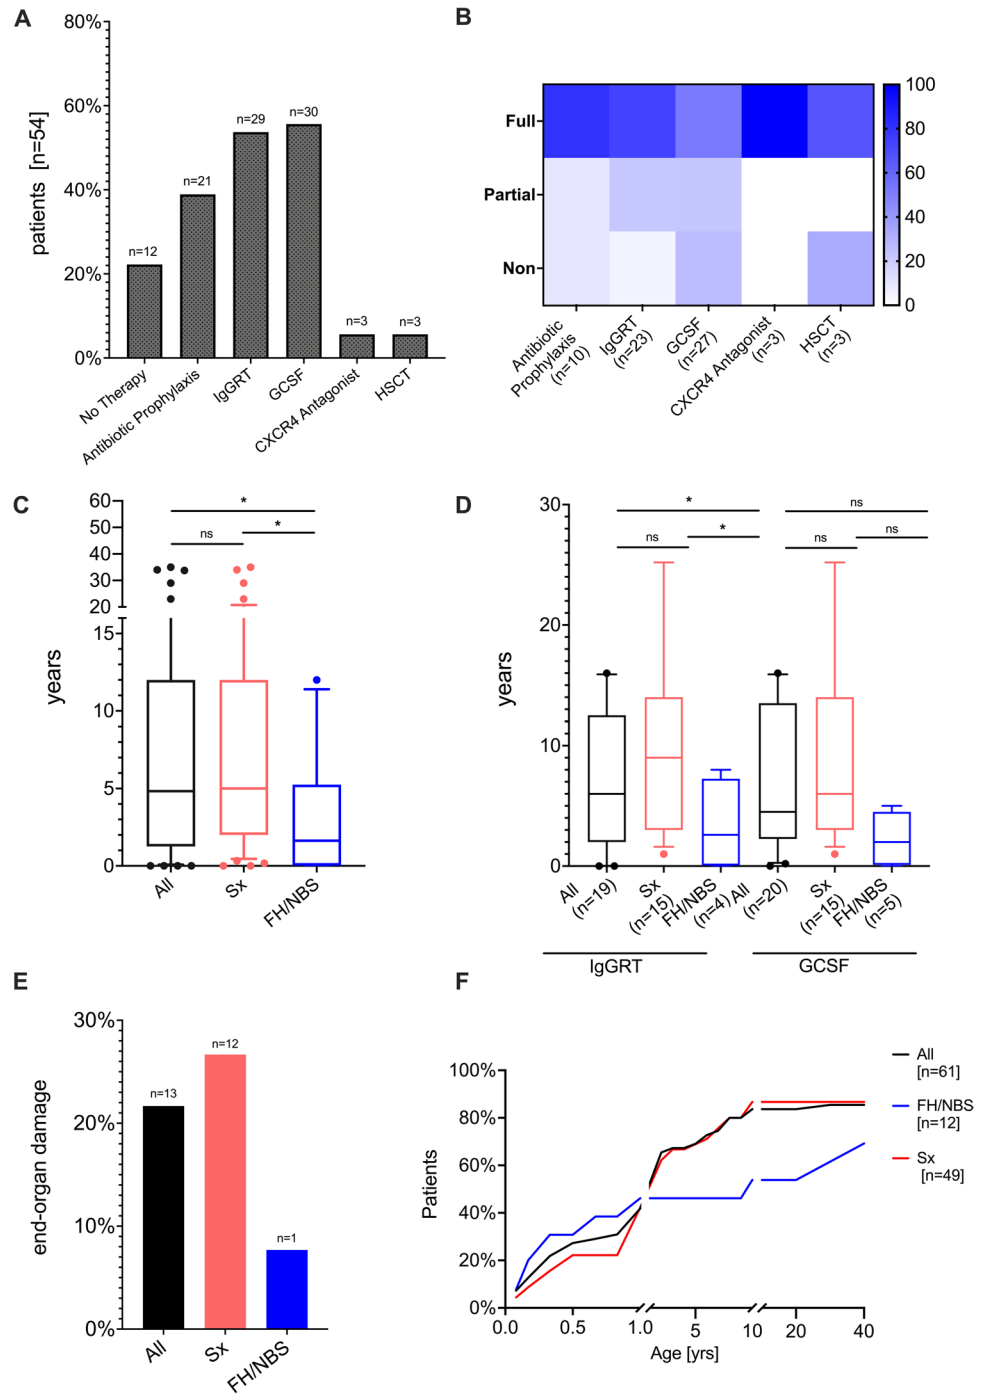 A
80%
60%
40%
20%
0%
patients [n=54]
n=12
n=21
n=29
n=30
n=3
n=3
No Therapy
Antibiotic Prophylaxis
IgGRT
GCSF
CXCR4 Antagonist
HSCT
B
Full
Partial
Non
100
80
60
40
20
0
Antibiotic
Prophylaxis
(n=10)
IgGRT
(n=23)
GCSF
(n=27)
CXCR4 Antagonist
(n=3)
HSCT
(n=3)
C
60
50
40
30
20
15
10
5
0
years
*
ns
*
All
Sx
FH/NBS
D
30
20
10
0
years
*
ns
*
ns
ns
ns
All
(n=19)
Sx
(n=15)
FH/NBS
(n=4)
All
(n=20)
Sx
(n=15)
FH/NBS
(n=5)
IgGRT
GCSF
E
30%
20%
10%
0%
end-organ damage
n=13
n=12
n=1
All
Sx
FH/NBS
F
100%
80%
60%
40%
20%
0%
Patients
0.0
0.5
1.0
5
10
20
40
Age [yrs]
All
[n=61]
FH/NBS
[n=12]
Sx
[n=49]